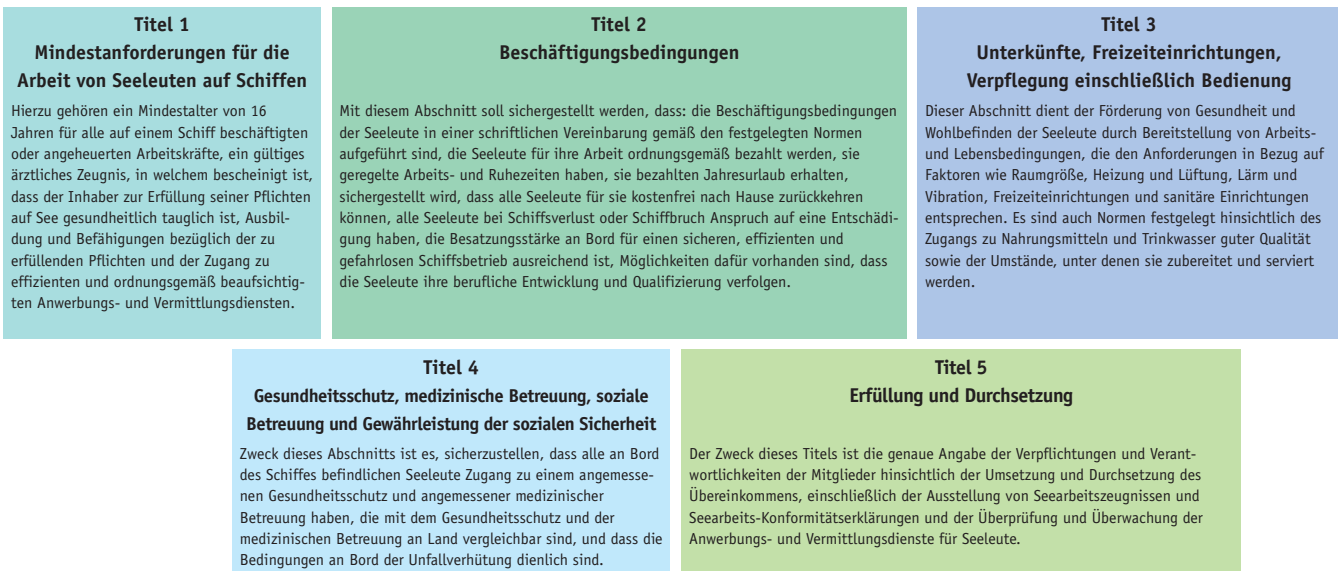 Titel 1
Mindestanforderungen für die
Arbeit von Seeleuten auf Schiffen
Hierzu gehören ein Mindestalter von 16
Jahren für alle auf einem Schiff beschäftigten
oder angeheuerten Arbeitskräfte, ein gültiges
ärztliches Zeugnis, in welchem bescheinigt ist,
dass der Inhaber zur Erfüllung seiner Pflichten
auf See gesundheitlich tauglich ist, Ausbil-
dung und Befähigungen bezüglich der zu
erfüllenden Pflichten und der Zugang zu
effizienten und ordnungsgemäß beaufsichtig-
ten Anwerbungs- und Vermittlungsdiensten.
Titel 2
Beschäftigungsbedingungen
Mit diesem Abschnitt soll sichergestellt werden, dass: die Beschäftigungsbedingungen
der Seeleute in einer schriftlichen Vereinbarung gemäß den festgelegten Normen
aufgeführt sind, die Seeleute für ihre Arbeit ordnungsgemäß bezahlt werden, sie
geregelte Arbeits- und Ruhezeiten haben, sie bezahlten Jahresurlaub erhalten,
sichergestellt wird, dass alle Seeleute für sie kostenfrei nach Hause zurückkehren
können, alle Seeleute bei Schiffsverlust oder Schiffbruch Anspruch auf eine Entschädi-
gung haben, die Besatzungsstärke an Bord für einen sicheren, effizienten und
gefahrlosen Schiffsbetrieb ausreichend ist, Möglichkeiten dafür vorhanden sind, dass
die Seeleute ihre berufliche Entwicklung und Qualifizierung verfolgen.
Titel 3
Unterkünfte, Freizeiteinrichtungen,
Verpflegung einschließlich Bedienung
Dieser Abschnitt dient der Förderung von Gesundheit und
Wohlbefinden der Seeleute durch Bereitstellung von Arbeits-
und Lebensbedingungen, die den Anforderungen in Bezug auf
Faktoren wie Raumgröße, Heizung und Lüftung, Lärm und
Vibration, Freizeiteinrichtungen und sanitäre Einrichtungen
entsprechen. Es sind auch Normen festgelegt hinsichtlich des
Zugangs zu Nahrungsmitteln und Trinkwasser guter Qualität
sowie der Umstände, unter denen sie zubereitet und serviert
werden.
Titel 4
Gesundheitsschutz, medizinische Betreuung, soziale
Betreuung und Gewährleistung der sozialen Sicherheit
Zweck dieses Abschnitts ist es, sicherzustellen, dass alle an Bord
des Schiffes befindlichen Seeleute Zugang zu einem angemesse-
nen Gesundheitsschutz und angemessener medizinischer
Betreuung haben, die mit dem Gesundheitsschutz und der
medizinischen Betreuung an Land vergleichbar sind, und dass die
Bedingungen an Bord der Unfallverhütung dienlich sind.
Titel 5
Erfüllung und Durchsetzung
Der Zweck dieses Titels ist die genaue Angabe der Verpflichtungen und Verant-
wortlichkeiten der Mitglieder hinsichtlich der Umsetzung und Durchsetzung des
Übereinkommens, einschließlich der Ausstellung von Seearbeitszeugnissen und
Seearbeits-Konformitätserklärungen und der Überprüfung und Überwachung der
Anwerbungs- und Vermittlungsdienste für Seeleute.